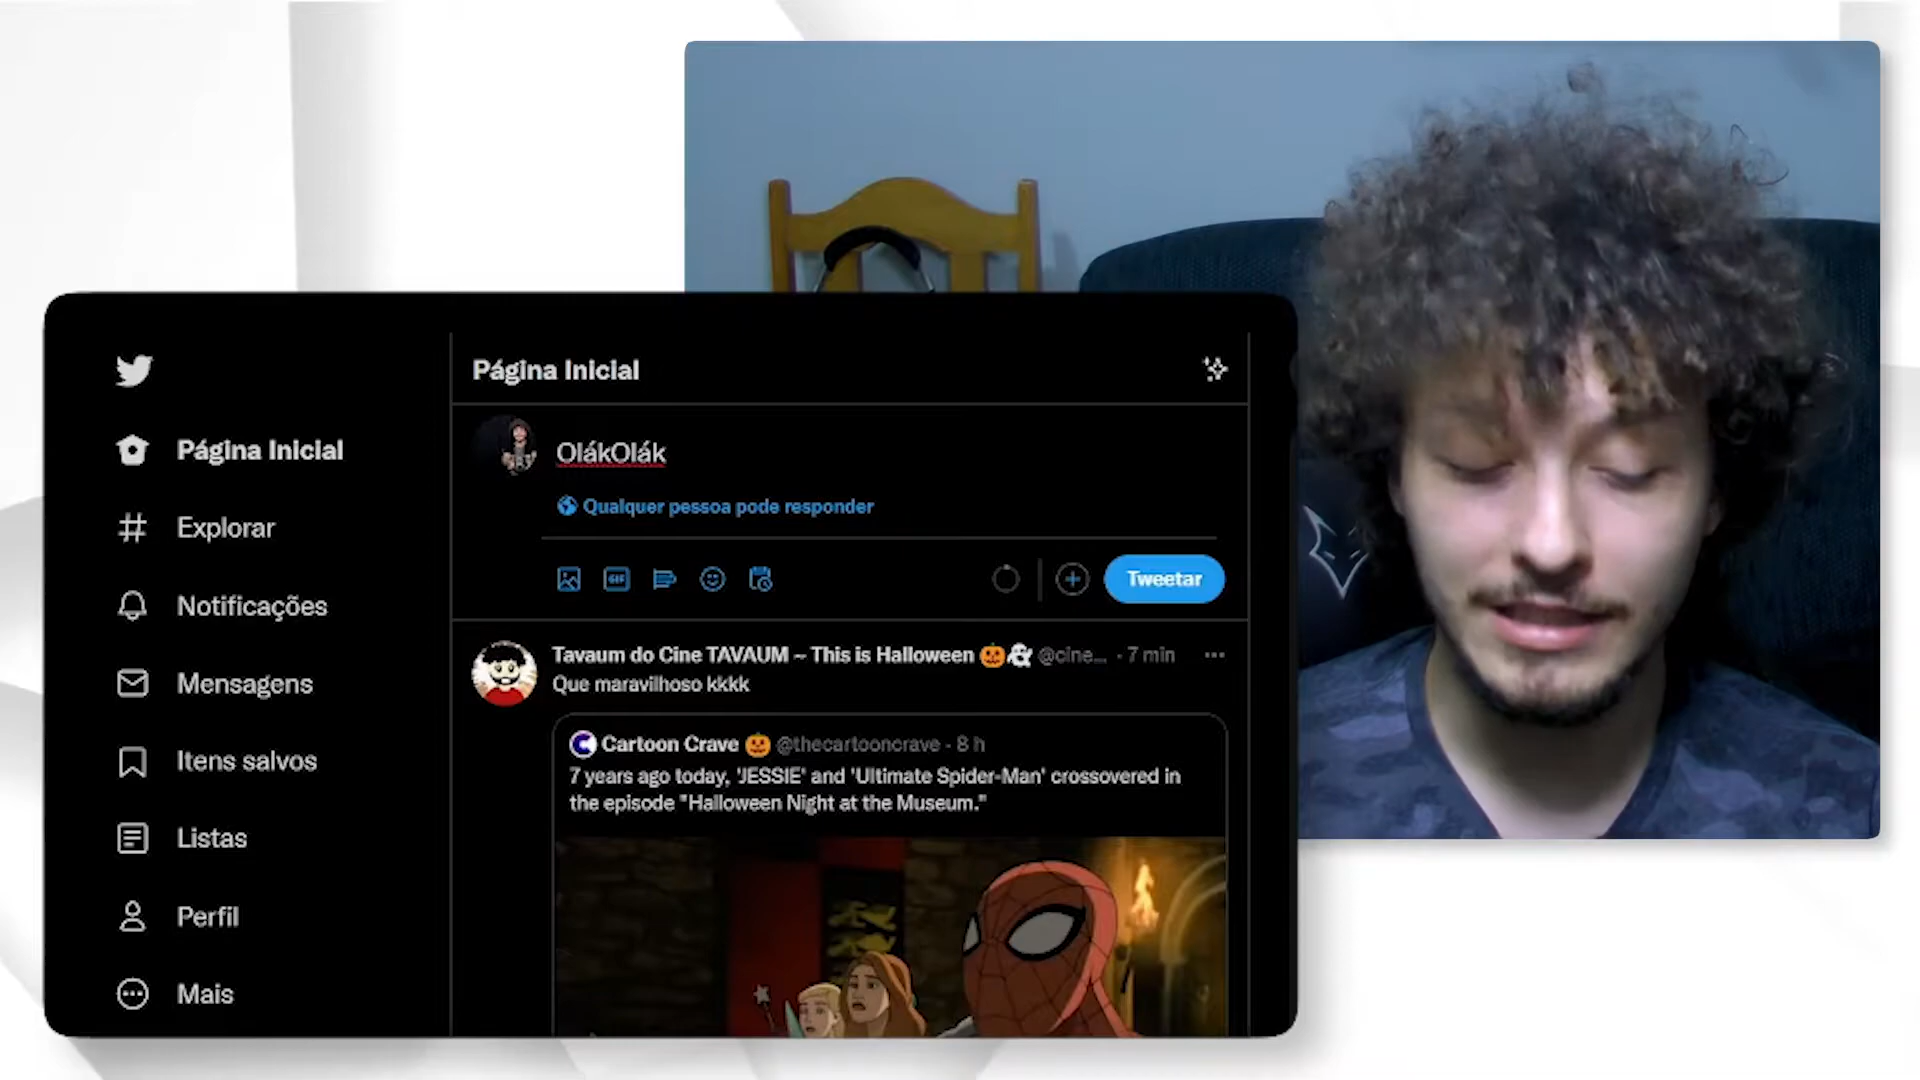 Página Inicial
Explorar
Notificações
Mensagens
Itens salvos
Listas
Perfil
Mais
Página Inicial
OlákOlák
Qualquer pessoa pode responder
GIF
Tweetar
Tavaum do Cine TAVAUM ~ This is Halloween 🎃👻 @cine... · 7 min
Que maravilhoso kkkk
Cartoon Crave 🎃 @thecartooncrave · 8 h
7 years ago today, 'JESSIE' and 'Ultimate Spider-Man' crossovered in
the episode "Halloween Night at the Museum."